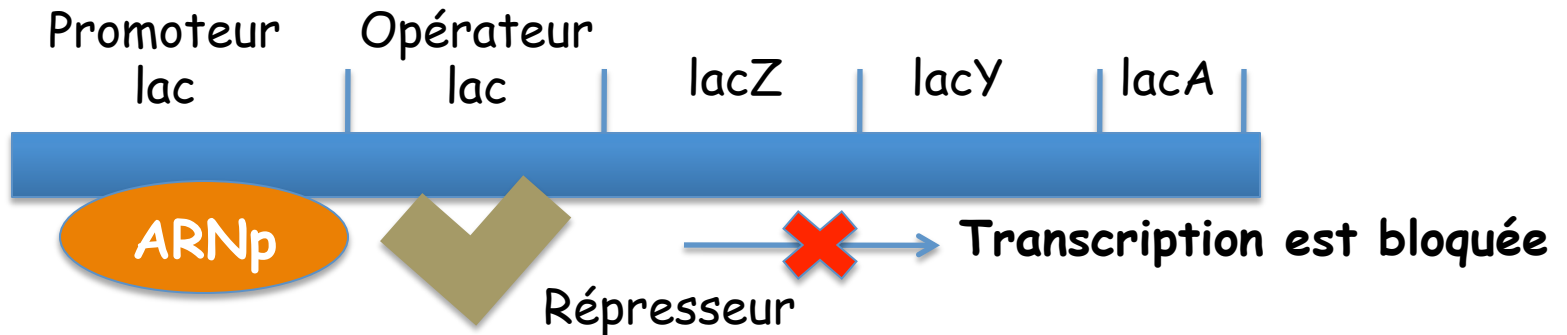 Promoteur
lac
Opérateur
lac
lacZ
lacY
lacA
ARNp
Transcription est bloquée
Répresseur